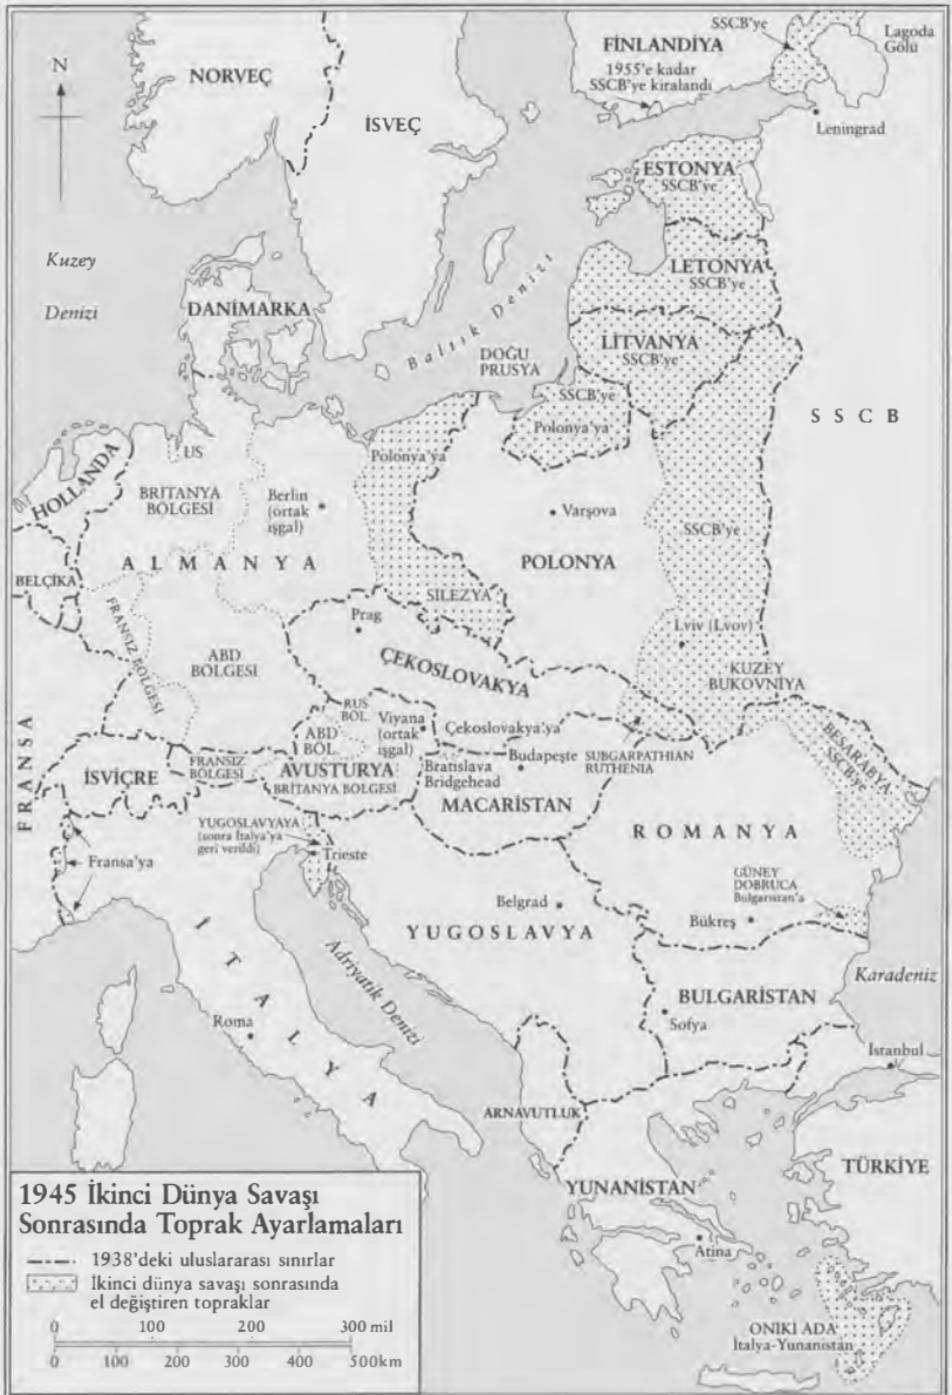 SSCB'ye
FİNLANDİYA
Lagoda
Gölü
1955'e kadar
SSCB'ye kiralandı
Leningrad
N
NORVEÇ
İSVEÇ
ESTONYA
SSCB'ye
Kuzey
Denizi
LETONYA
SSCB'ye
DANİMARKA
Baltık Denizi
LİTVANYA
SSCB'ye
DOĞU
PRUSYA
SSCB'ye
Polonya'ya
SSCB
Polonya'ya
HOLLANDA
US
BRİTANYA
BÖLGESİ
Berlin
(ortak
işgal)
Varşova
SSCB'ye
ALMANYA
POLONYA
BELÇİKA
SİLEZYA
FRANSIZ BÖLGESİ
Prag
Lviv (Lvov)
ABD
BÖLGESİ
ÇEKOSLOVAKYA
KUZEY
BUKOVNİYA
RUS
BÖL.
ABD
BÖL.
Viyana
(ortak
işgal)
Çekoslovakya'ya
BESARABYA
SSCB'ye
FRANSA
İSVİÇRE
FRANSIZ
BÖLGESİ
AVUSTURYA
BRİTANYA BÖLGESİ
Bratislava
Bridgehead
Budapeşte
SUBGARPATHIAN
RUTHENIA
MACARİSTAN
ROMANYA
YUGOSLAVYAYA
(sonra İtalya'ya
geri verildi)
Trieste
Fransa'ya
GÜNEY
DOBRUCA
Bulgaristan'a
Belgrad
Bükreş
YUGOSLAVYA
İTALYA
Adriyatik Denizi
Karadeniz
BULGARİSTAN
Sofya
Roma
İstanbul
ARNAVUTLUK
TÜRKİYE
YUNANİSTAN
Atina
ONİKİ ADA
İtalya-Yunanistan
1945 İkinci Dünya Savaşı
Sonrasında Toprak Ayarlamaları
1938'deki uluslararası sınırlar
İkinci dünya savaşı sonrasında
el değiştiren topraklar
0 100 200 300 mil
0 100 200 300 400 500km